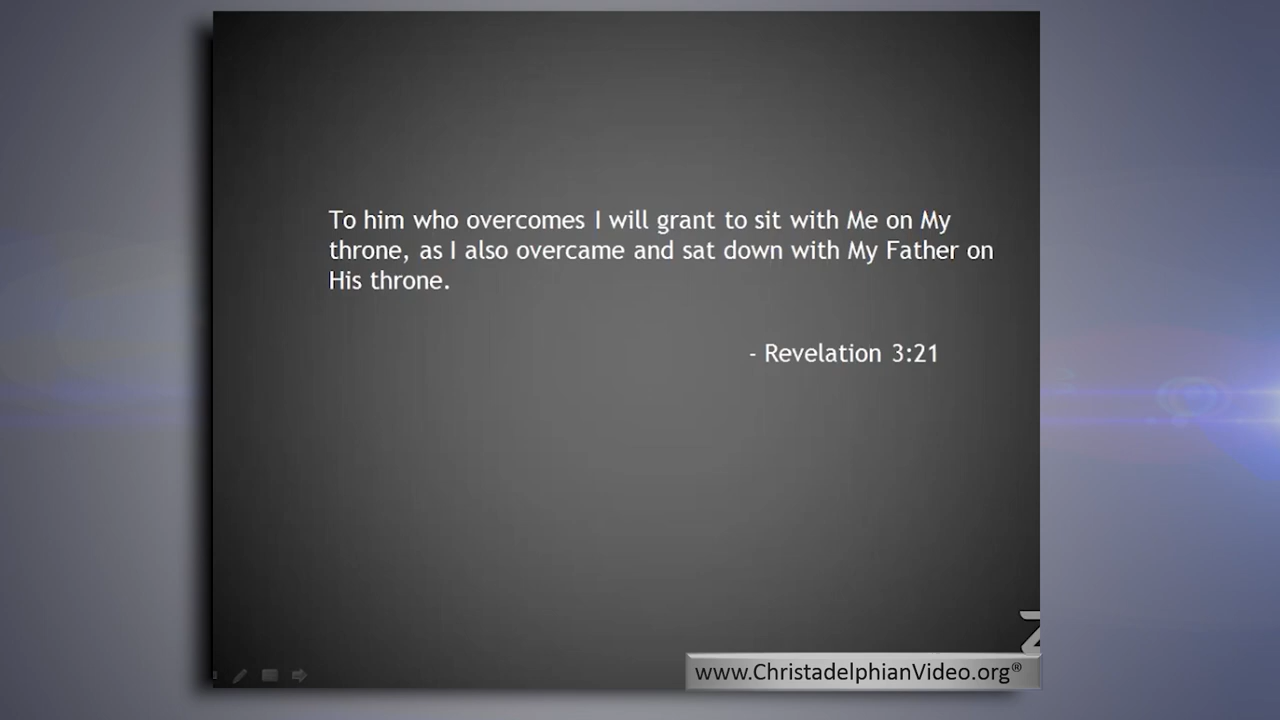 To him who overcomes I will grant to sit with Me on My
throne, as I also overcame and sat down with My Father on
His throne.
- Revelation 3:21
www.ChristadelphianVideo.org®